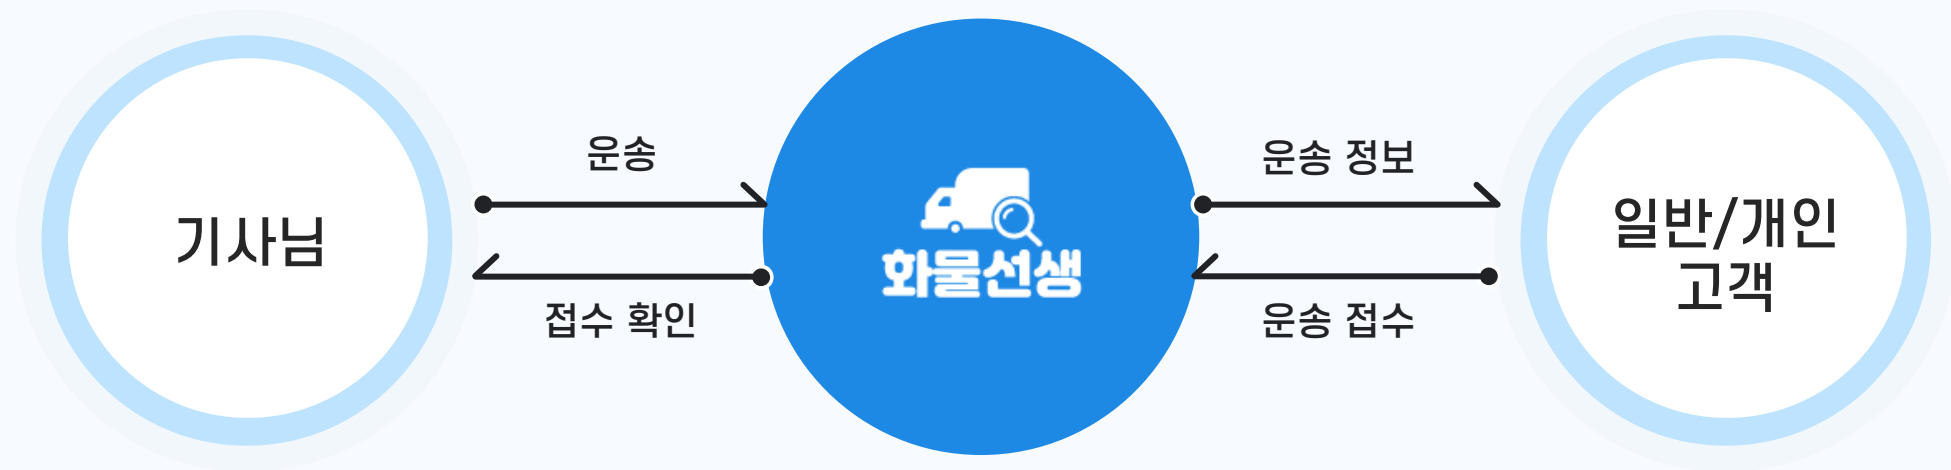 기사님
운송
접수 확인
화물선생
운송 정보
운송 접수
일반/개인
고객